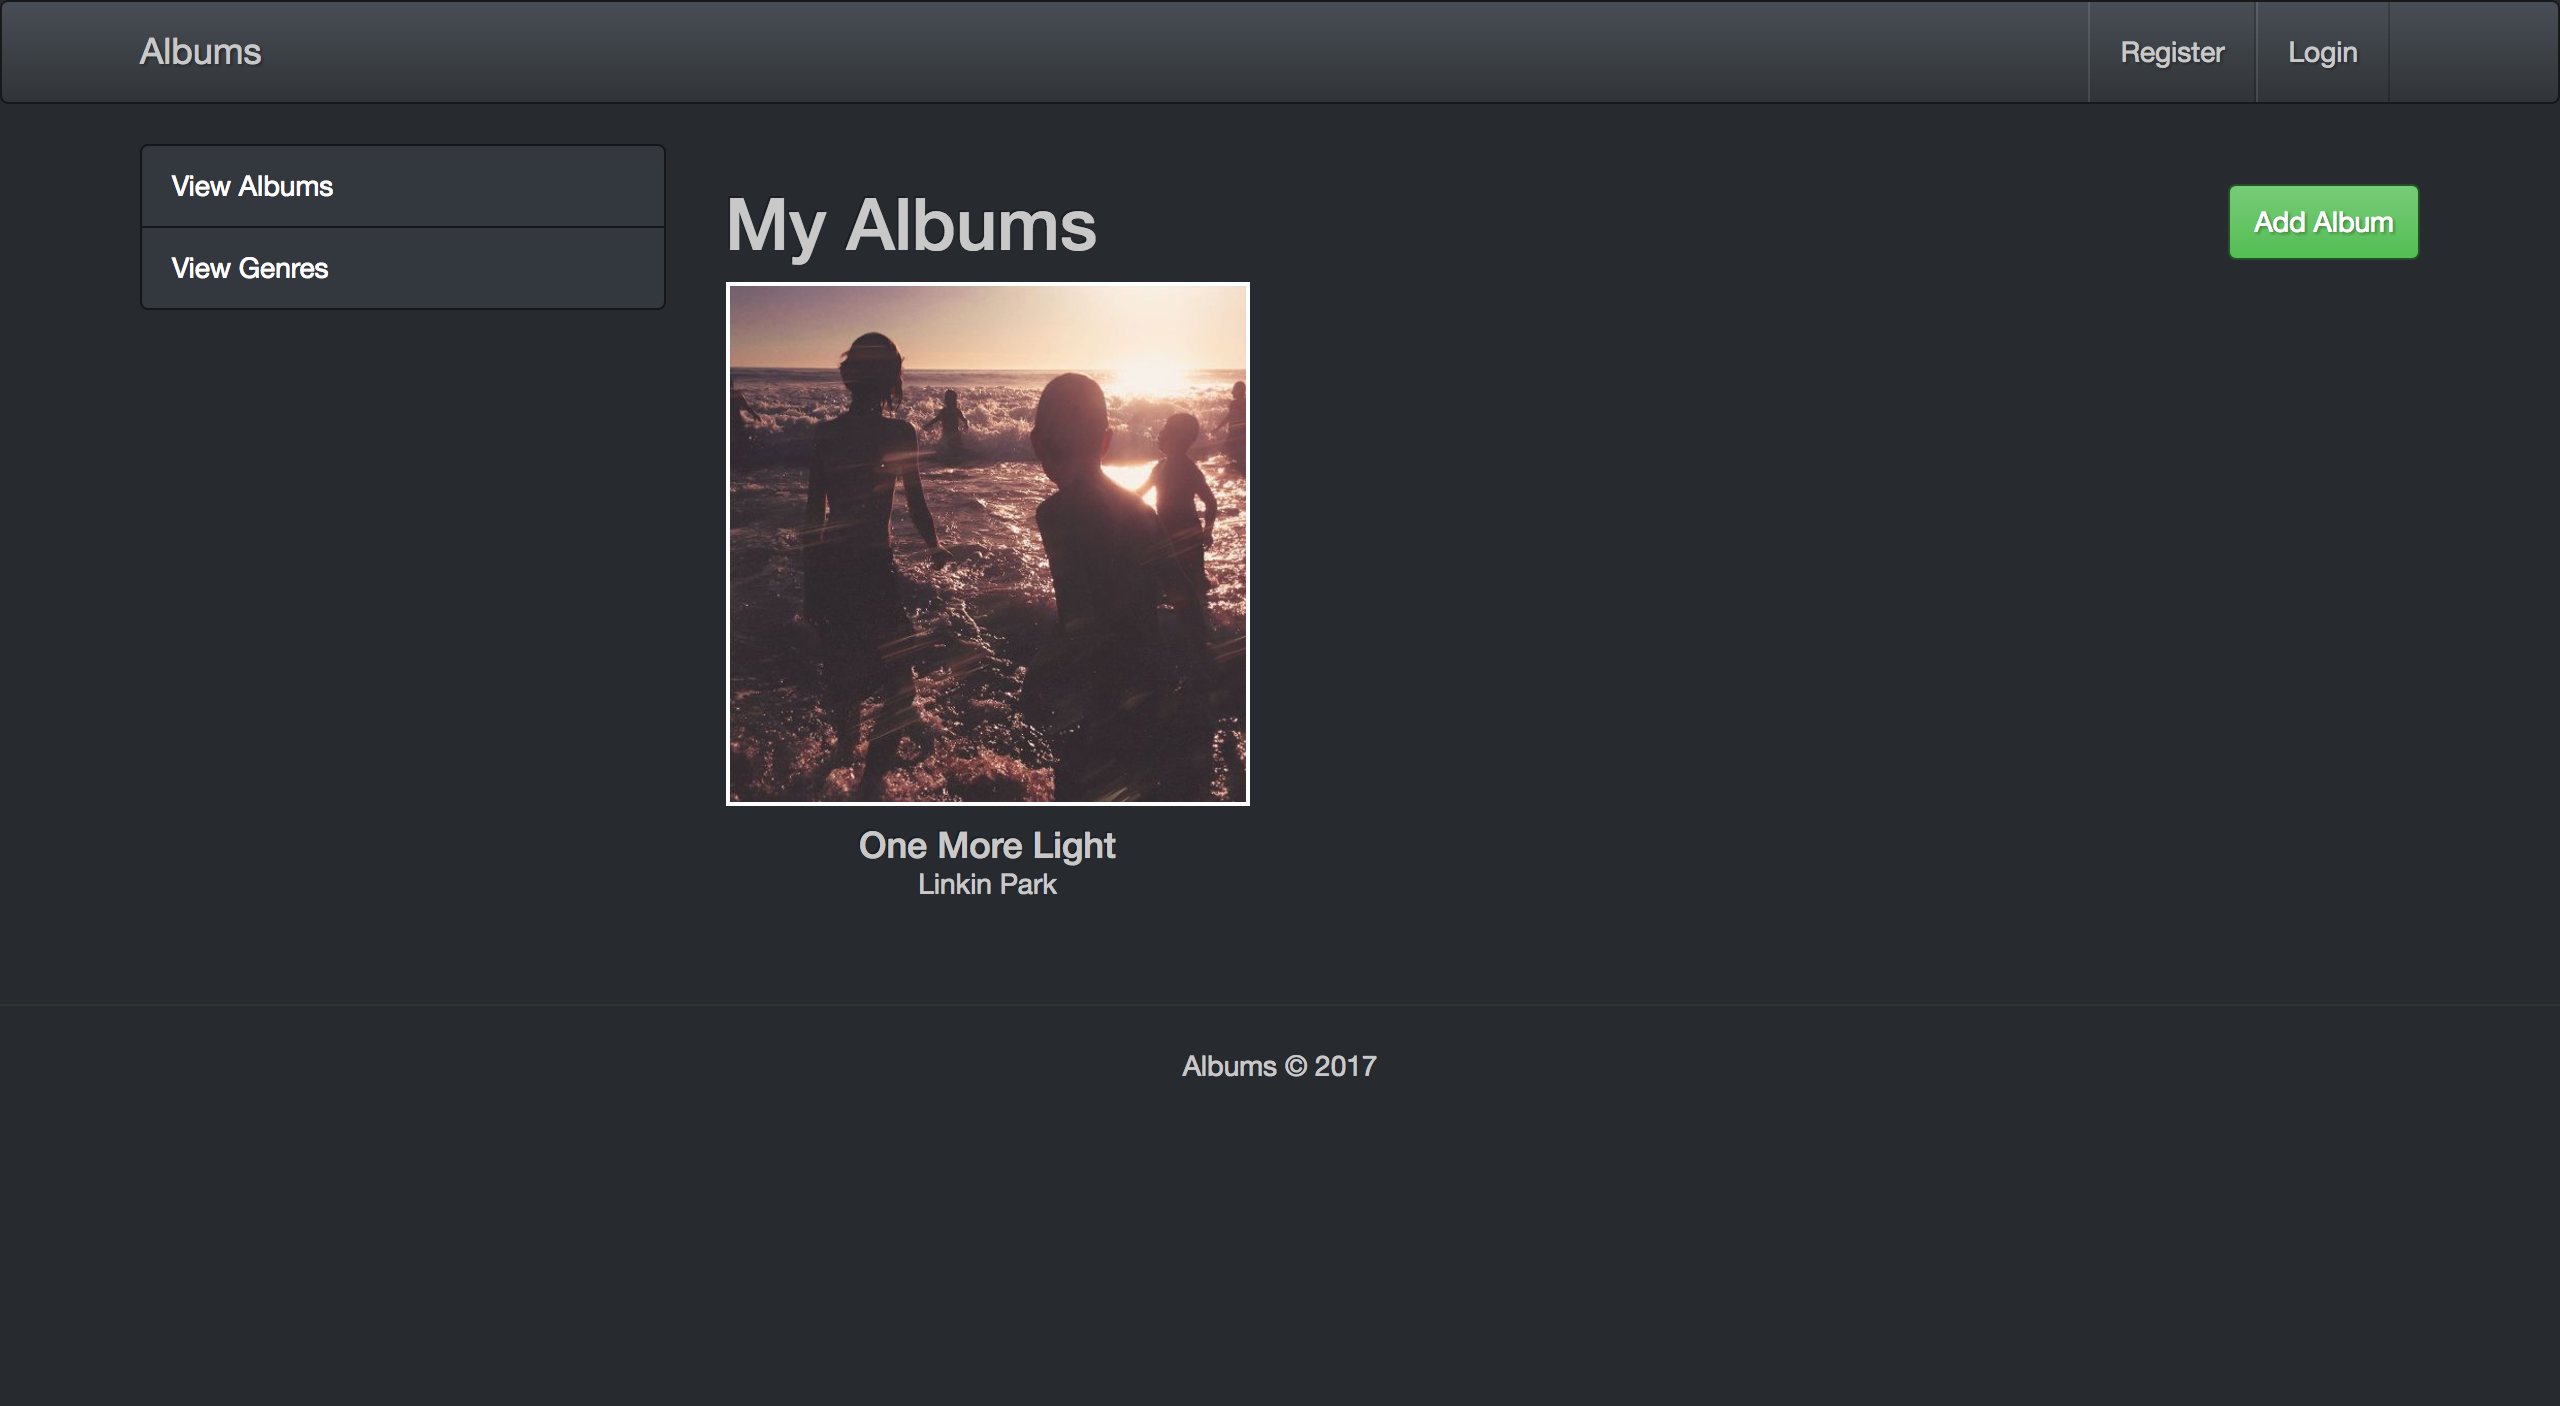 Albums
Register
Login
View Albums
View Genres
My Albums
Add Album
One More Light
Linkin Park
Albums © 2017